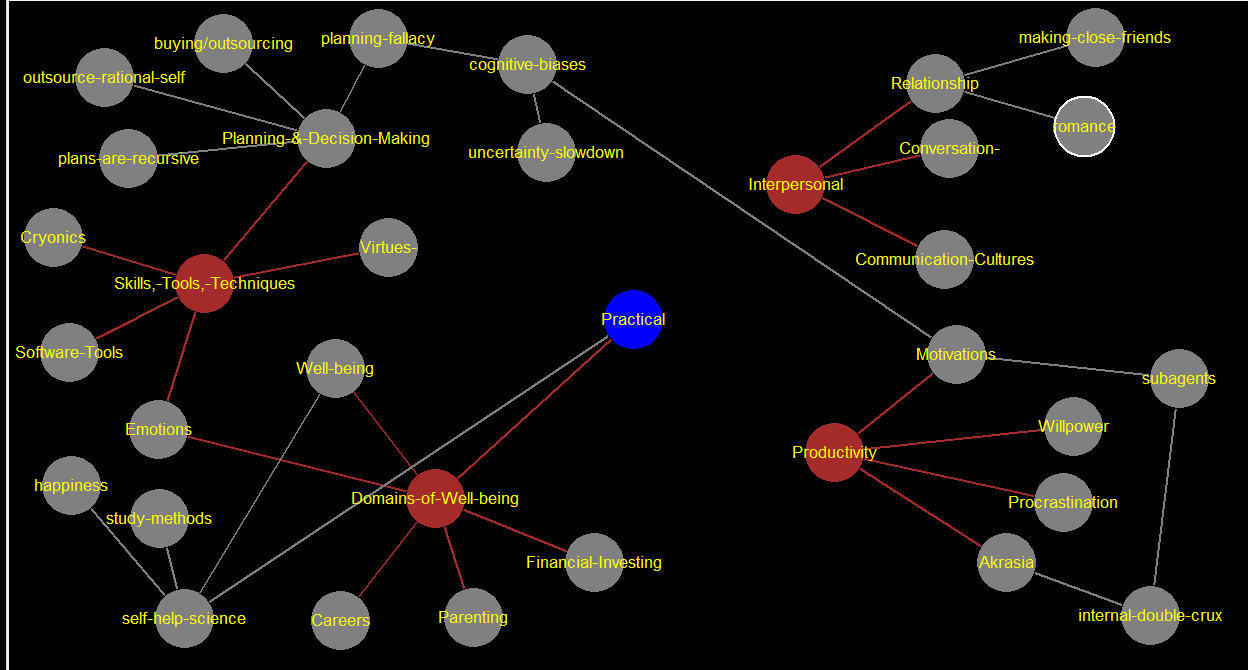 making-close-friends
planning-fallacy
buying/outsourcing
cognitive-biases
outsource-rational-self
Relationship
romance
Planning-&-Decision-Making
Conversation-
uncertainty-slowdown
plans-are-recursive
Interpersonal
Cryonics
Virtues-
Communication-Cultures
Skills,-Tools,-Techniques
Practical
Software-Tools
Motivations
Well-being
subagents
Willpower
Emotions
Productivity
happiness
Domains-of-Well-being
Procrastination
study-methods
Financial-Investing
Akrasia
internal-double-crux
Parenting
self-help-science
Careers